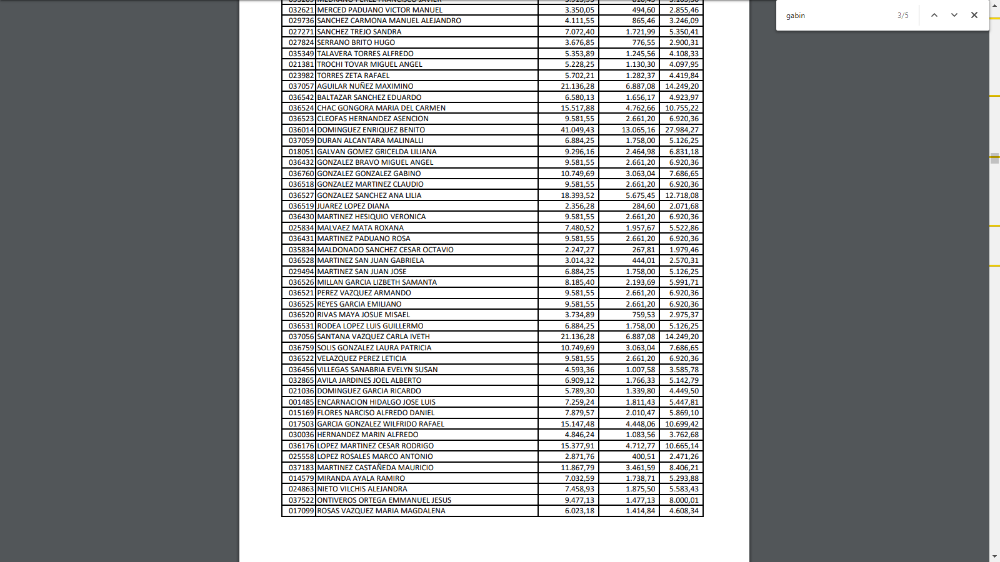 gabin 3/5
032621 MERCED PADUANO VICTOR MANUEL 3.350,05 494,60 2.855,46
029736 SANCHEZ CARMONA MANUEL ALEJANDRO 4.111,55 865,46 3.246,09
027271 SANCHEZ TREJO SANDRA 7.072,40 1.721,99 5.350,41
027824 SERRANO BRITO HUGO 3.676,85 776,55 2.900,31
035349 TALAVERA TORRES ALFREDO 5.353,89 1.245,56 4.108,33
021381 TROCHI TOVAR MIGUEL ANGEL 5.228,25 1.130,30 4.097,95
023982 TORRES ZETA RAFAEL 5.702,21 1.282,37 4.419,84
037057 AGUILAR NUÑEZ MAXIMINO 21.136,28 6.887,08 14.249,20
036542 BALTAZAR SANCHEZ EDUARDO 6.580,13 1.656,17 4.923,97
036524 CHAC GONGORA MARIA DEL CARMEN 15.517,88 4.762,66 10.755,22
036523 CLEOFAS HERNANDEZ ASENCION 9.581,55 2.661,20 6.920,36
036014 DOMINGUEZ ENRIQUEZ BENITO 41.049,43 13.065,16 27.984,27
037059 DURAN ALCANTARA MALINALLI 6.884,25 1.758,00 5.126,25
018051 GALVAN GOMEZ GRICELDA LILIANA 9.296,16 2.464,98 6.831,18
036432 GONZALEZ BRAVO MIGUEL ANGEL 9.581,55 2.661,20 6.920,36
036760 GONZALEZ GONZALEZ GABINO 10.749,69 3.063,04 7.686,65
036518 GONZALEZ MARTINEZ CLAUDIO 9.581,55 2.661,20 6.920,36
036527 GONZALEZ SANCHEZ ANA LILIA 18.393,52 5.675,45 12.718,08
036519 JUAREZ LOPEZ DIANA 2.356,28 284,60 2.071,68
036430 MARTINEZ HESIQUIO VERONICA 9.581,55 2.661,20 6.920,36
025834 MALVAEZ MATA ROXANA 7.480,52 1.957,67 5.522,86
036431 MARTINEZ PADUANO ROSA 9.581,55 2.661,20 6.920,36
035834 MALDONADO SANCHEZ CESAR OCTAVIO 2.247,27 267,81 1.979,46
036528 MARTINEZ SAN JUAN GABRIELA 3.014,32 444,01 2.570,31
029494 MARTINEZ SAN JUAN JOSE 6.884,25 1.758,00 5.126,25
036526 MILLAN GARCIA LIZBETH SAMANTA 8.185,40 2.193,69 5.991,71
036521 PEREZ VAZQUEZ ARMANDO 9.581,55 2.661,20 6.920,36
036525 REYES GARCIA EMILIANO 9.581,55 2.661,20 6.920,36
036520 RIVAS MAYA JOSUE MISAEL 3.734,89 759,53 2.975,37
036531 RODEA LOPEZ LUIS GUILLERMO 6.884,25 1.758,00 5.126,25
037056 SANTANA VAZQUEZ CARLA IVETH 21.136,28 6.887,08 14.249,20
036759 SOLIS GONZALEZ LAURA PATRICIA 10.749,69 3.063,04 7.686,65
036522 VELAZQUEZ PEREZ LETICIA 9.581,55 2.661,20 6.920,36
036456 VILLEGAS SANABRIA EVELYN SUSAN 4.593,36 1.007,58 3.585,78
032865 AVILA JARDINES JOEL ALBERTO 6.909,12 1.766,33 5.142,79
021036 DOMINGUEZ GARCIA RICARDO 5.789,30 1.339,80 4.449,50
001485 ENCARNACION HIDALGO JOSE LUIS 7.259,24 1.811,43 5.447,81
015169 FLORES NARCISO ALFREDO DANIEL 7.879,57 2.010,47 5.869,10
017503 GARCIA GONZALEZ WILFRIDO RAFAEL 15.147,48 4.448,06 10.699,42
030036 HERNANDEZ MARIN ALFREDO 4.846,24 1.083,56 3.762,68
036176 LOPEZ MARTINEZ CESAR RODRIGO 15.377,91 4.712,77 10.665,14
025558 LOPEZ ROSALES MARCO ANTONIO 2.871,76 400,51 2.471,26
037183 MARTINEZ CASTAÑEDA MAURICIO 11.867,79 3.461,59 8.406,21
014579 MIRANDA AYALA RAMIRO 7.032,59 1.738,71 5.293,88
024863 NIETO VILCHIS ALEJANDRA 7.458,93 1.875,50 5.583,43
037522 ONTIVEROS ORTEGA EMMANUEL JESUS 9.477,13 1.477,13 8.000,01
017099 ROSAS VAZQUEZ MARIA MAGDALENA 6.023,18 1.414,84 4.608,34